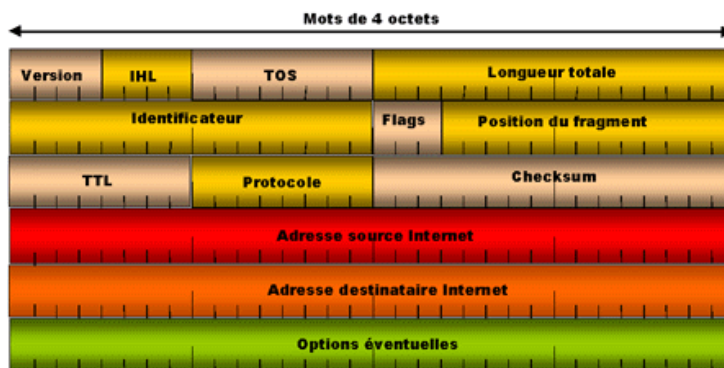 Mots de 4 octets
Version IHL TOS Longueur totale
Identificateur Flags Position du fragment
TTL Protocole Checksum
Adresse source Internet
Adresse destinataire Internet
Options éventuelles